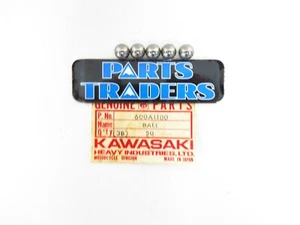 PARTS
TRADERS
GENUINE PARTS
P. No. 600A1100
Name BALL
Q'ty (3B) 20
KAWASAKI
HEAVY INDUSTRIES, LTD.
MOTORCYCLE DIVISION MADE IN JAPAN